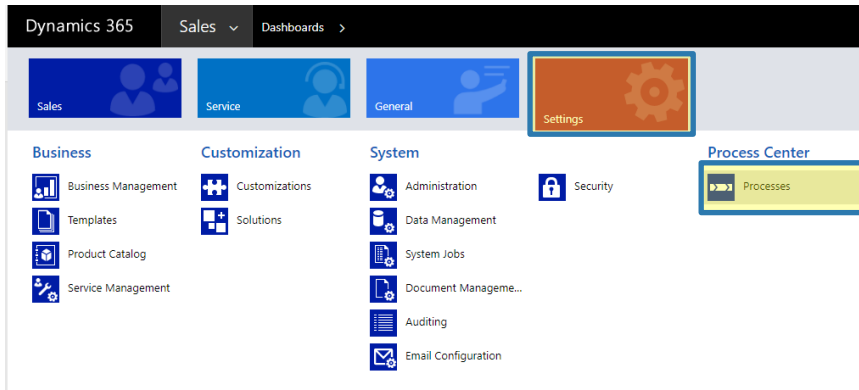 Dynamics 365 Sales Dashboards
Sales Service General Settings
Business Customization System Process Center
Business Management Customizations Administration Security Processes
Templates Solutions Data Management
Product Catalog System Jobs
Service Management Document Manageme...
Auditing
Email Configuration